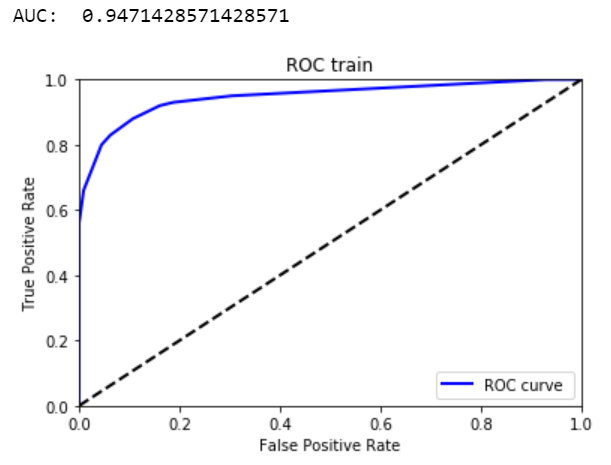 AUC:  0.9471428571428571
ROC train
1.0
0.8
0.6
0.4
0.2
0.0
True Positive Rate
ROC curve
0.0 0.2 0.4 0.6 0.8 1.0
False Positive Rate